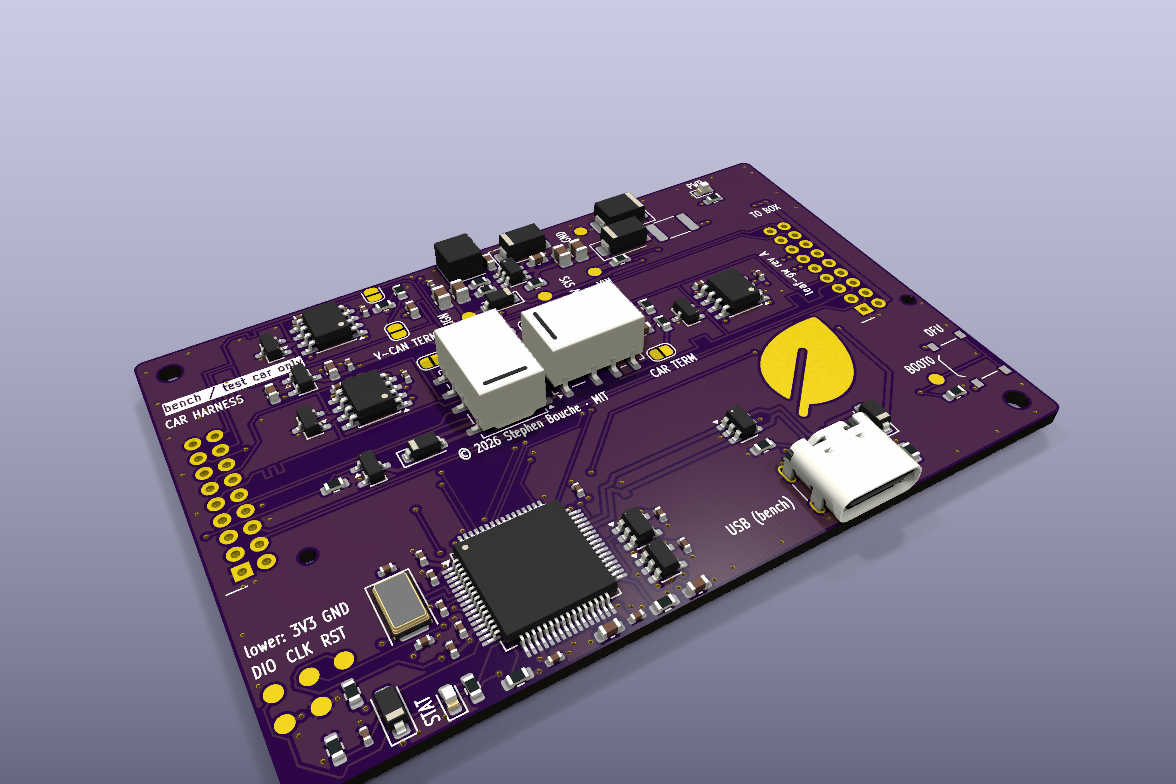 PWR
TO BOX
GND
SYS
leaf-gw rev A
V-CAN TERM
CAR TERM
bench / test car only
CAR HARNESS
© 2026 Stephen Bouche - MIT
DFU
BOOT0
USB (bench)
lower: 3V3 GND
DIO CLK RST
STAT